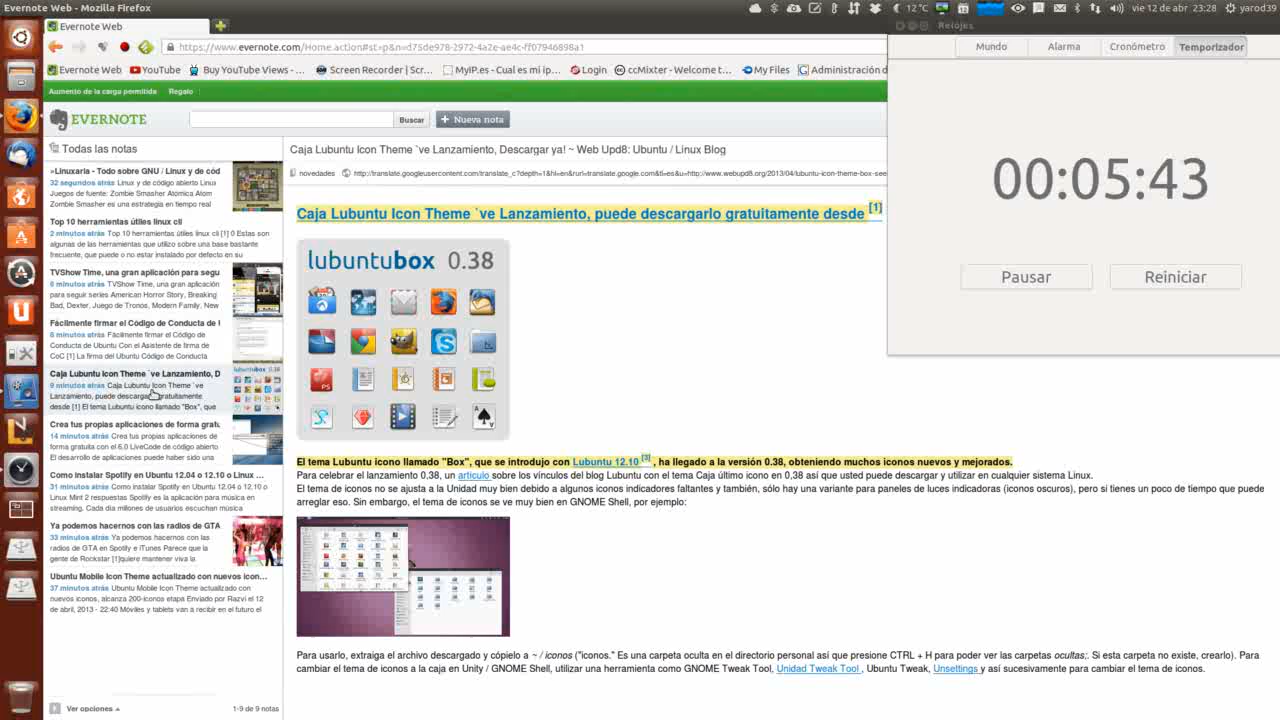 Evernote Web - Mozilla Firefox
12°C
vie 12 de abril, 23:28
yarod39
Evernote Web
https://www.evernote.com/Home.action#st=p&n=d75de978-2972-4a2e-ae4c-ff07946898a1
Evernote Web
YouTube
Buy YouTube Views - ...
Screen Recorder | Scr...
MyIP.es - Cual es mi ip...
Login
ccMixter - Welcome t...
My Files
Administración d
Relojes
Mundo
Alarma
Cronómetro
Temporizador
00:05:43
Pausar
Reiniciar
Aumento de la carga permitida
Regalo
EVERNOTE
Buscar
Nueva nota
Todas las notas
»Linuxaria - Todo sobre GNU / Linux y de cód
32 segundos atrás Linux y de código abierto Linux
Juegos de fuente: Zombie Smasher Atómica Atom
Zombie Smasher es una estrategia en tiempo real
Top 10 herramientas útiles linux cli
2 minutos atrás Top 10 herramientas útiles linux cli [1] 0 Estas son
algunas de las herramientas que utilizo sobre una base bastante
frecuente, que puede o no estar instalado por defecto en su
TVShow Time, una gran aplicación para segu
6 minutos atrás TVShow Time, una gran aplicación
para seguir series American Horror Story, Breaking
Bad, Dexter, Juego de Tronos, Modern Family, New
Fácilmente firmar el Código de Conducta de U
8 minutos atrás Fácilmente firmar el Código de
Conducta de Ubuntu Con el Asistente de firma de
CoC [1] La firma del Ubuntu Código de Conducta
Caja Lubuntu Icon Theme `ve Lanzamiento, D
9 minutos atrás Caja Lubuntu Icon Theme `ve
Lanzamiento, puede descargarlo gratuitamente
desde [1] El tema Lubuntu icono llamado "Box", que
Crea tus propias aplicaciones de forma gratu
14 minutos atrás Crea tus propias aplicaciones de
forma gratuita con el 6.0 LiveCode de código abierto
El desarrollo de aplicaciones puede haber sido una
Como instalar Spotify en Ubuntu 12.04 o 12.10 o Linux ...
31 minutos atrás Como instalar Spotify en Ubuntu 12.04 o 12.10 o
Linux Mint 2 respuestas Spotify es la aplicación para música en
streaming. Cada día millones de usuarios escuchan música
Ya podemos hacernos con las radios de GTA
33 minutos atrás Ya podemos hacernos con las
radios de GTA en Spotify e iTunes Parece que la
gente de Rockstar [1]quiere mantener viva la
Ubuntu Mobile Icon Theme actualizado con nuevos icon...
37 minutos atrás Ubuntu Mobile Icon Theme actualizado con
nuevos iconos, alcanza 200-iconos etapa Enviado por Razvi el 12
de abril, 2013 - 22:40 Móviles y tablets van a recibir en el futuro el
Ver opciones
1-9 de 9 notas
Caja Lubuntu Icon Theme `ve Lanzamiento, Descargar ya! ~ Web Upd8: Ubuntu / Linux Blog
novedades
http://translate.googleusercontent.com/translate_c?depth=1&hl=en&rurl=translate.google.com&tl=es&u=http://www.webupd8.org/2013/04/lubuntu-icon-theme-box-see
Caja Lubuntu Icon Theme `ve Lanzamiento, puede descargarlo gratuitamente desde [1]
lubuntubox 0.38
El tema Lubuntu icono llamado "Box", que se introdujo con Lubuntu 12.10 [3] , ha llegado a la versión 0.38, obteniendo muchos iconos nuevos y mejorados.
Para celebrar el lanzamiento 0,38, un artículo sobre los vínculos del blog Lubuntu con el tema Caja último icono en 0,38 así que usted puede descargar y utilizar en cualquier sistema Linux.
El tema de iconos no se ajusta a la Unidad muy bien debido a algunos iconos indicadores faltantes y también, sólo hay una variante para paneles de luces indicadoras (iconos oscuros), pero si tienes un poco de tiempo que puede
arreglar eso. Sin embargo, el tema de iconos se ve muy bien en GNOME Shell, por ejemplo:
Para usarlo, extraiga el archivo descargado y cópielo a ~ / iconos ("iconos." Es una carpeta oculta en el directorio personal así que presione CTRL + H para poder ver las carpetas ocultas;. Si esta carpeta no existe, crearlo). Para
cambiar el tema de iconos a la caja en Unity / GNOME Shell, utilizar una herramienta como GNOME Tweak Tool, Unidad Tweak Tool , Ubuntu Tweak, Unsettings y así sucesivamente para cambiar el tema de iconos.